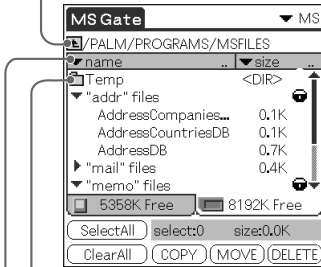 MS Gate MS
/PALM/PROGRAMS/MSFILES
name .. size ..
Temp <DIR>
"addr" files
AddressCompanies... 0.1K
AddressCountriesDB 0.1K
AddressDB 0.7K
"mail" files 0.4K
"memo" files
5358K Free 8192K Free
SelectAll select:0 size:0.0K
ClearAll COPY MOVE DELETE